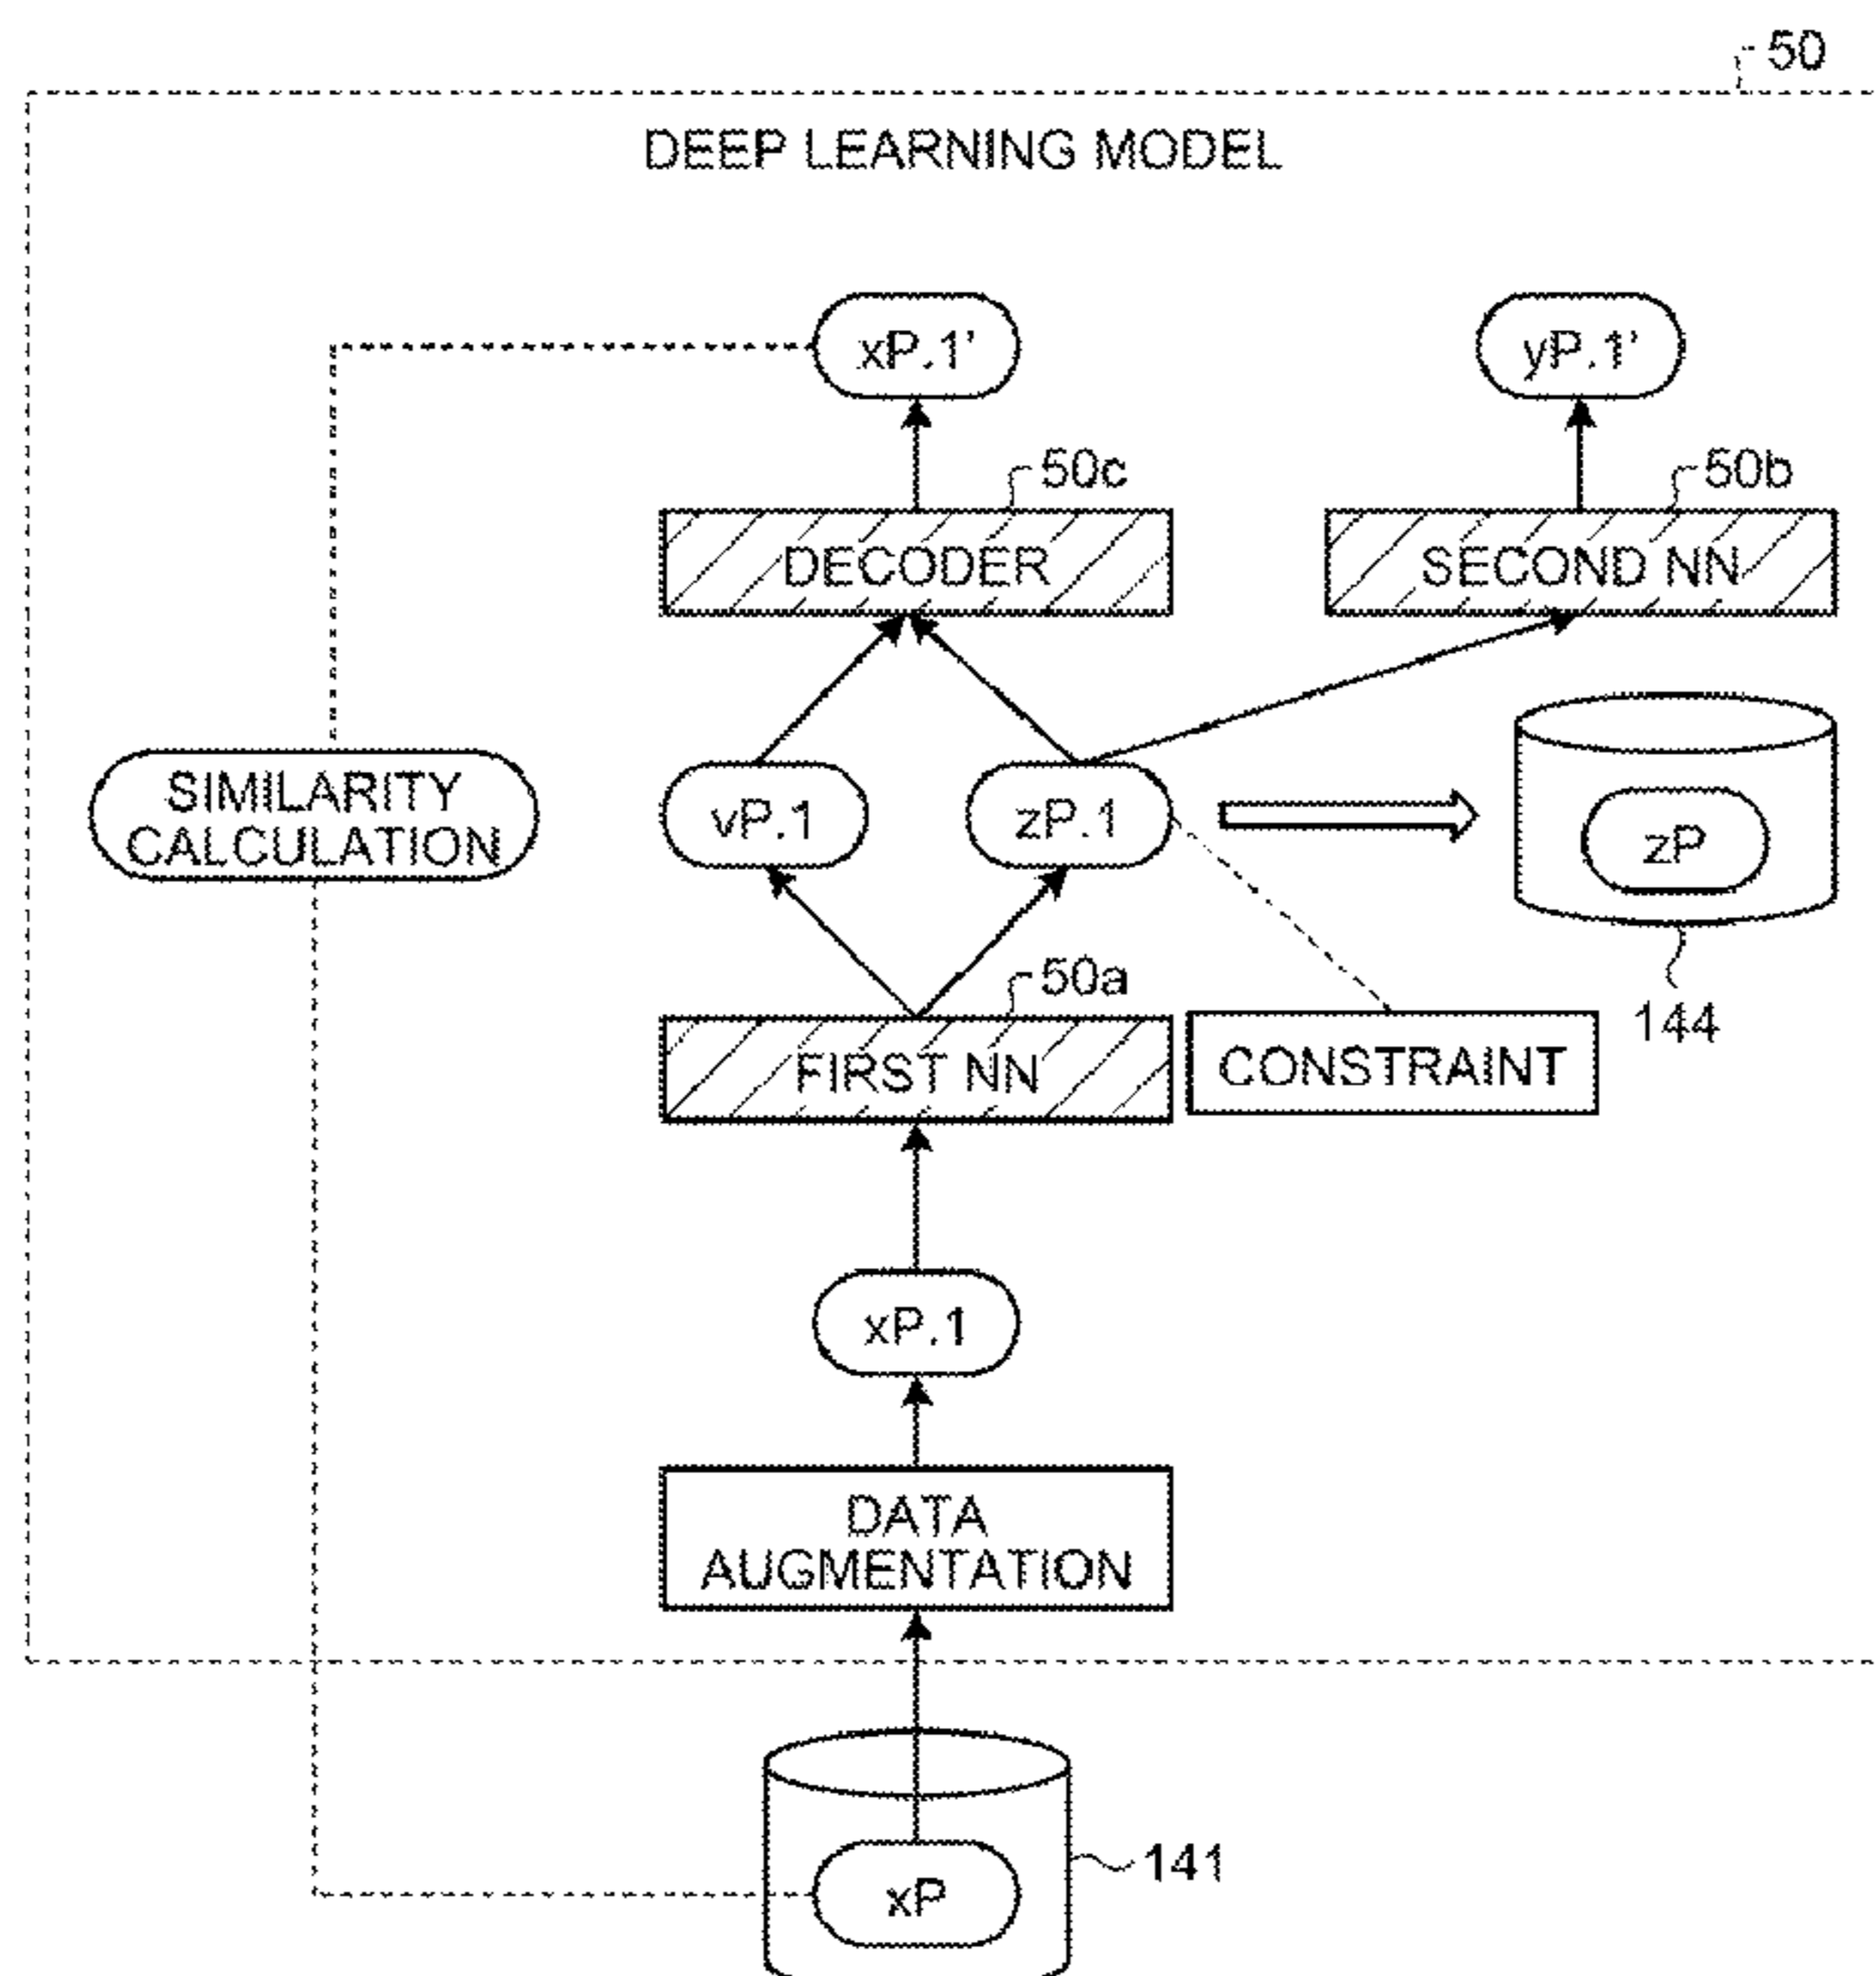 50
DEEP LEARNING MODEL
xP.1'
yP.1'
50c
50b
DECODER
SECOND NN
SIMILARITY
CALCULATION
vP.1
zP.1
zP
50a
144
FIRST NN
CONSTRAINT
xP.1
DATA
AUGMENTATION
141
xP